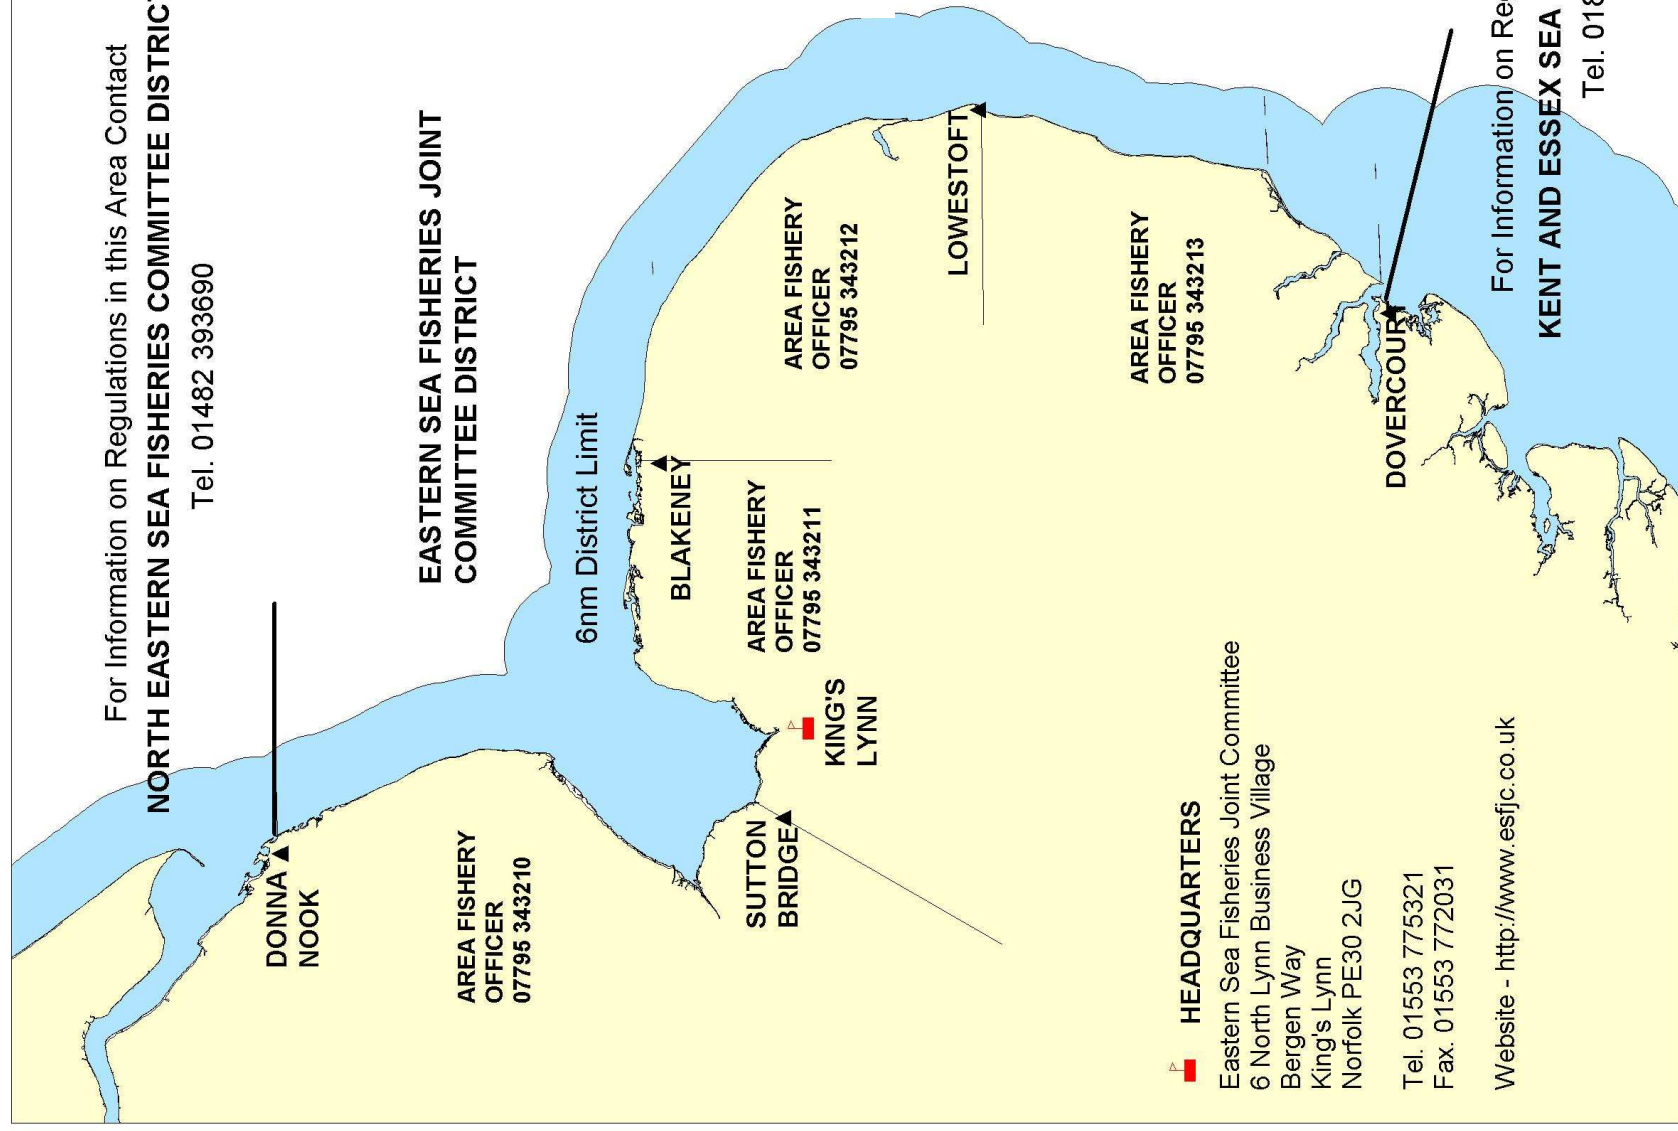 For Information on Regulations in this Area Contact
NORTH EASTERN SEA FISHERIES COMMITTEE DISTRICT
Tel. 01482 393690
EASTERN SEA FISHERIES JOINT
COMMITTEE DISTRICT
6nm District Limit
DONNA
NOOK
AREA FISHERY
OFFICER
07795 343210
SUTTON
BRIDGE
KING'S
LYNN
BLAKENEY
AREA FISHERY
OFFICER
07795 343211
AREA FISHERY
OFFICER
07795 343212
LOWESTOFT
AREA FISHERY
OFFICER
07795 343213
DOVERCOURT
For Information on
KENT AND ESSEX SEA
Tel.
HEADQUARTERS
Eastern Sea Fisheries Joint Committee
6 North Lynn Business Village
Bergen Way
King's Lynn
Norfolk PE30 2JG
Tel. 01553 775321
Fax. 01553 772031
Website - http://www.esfjc.co.uk